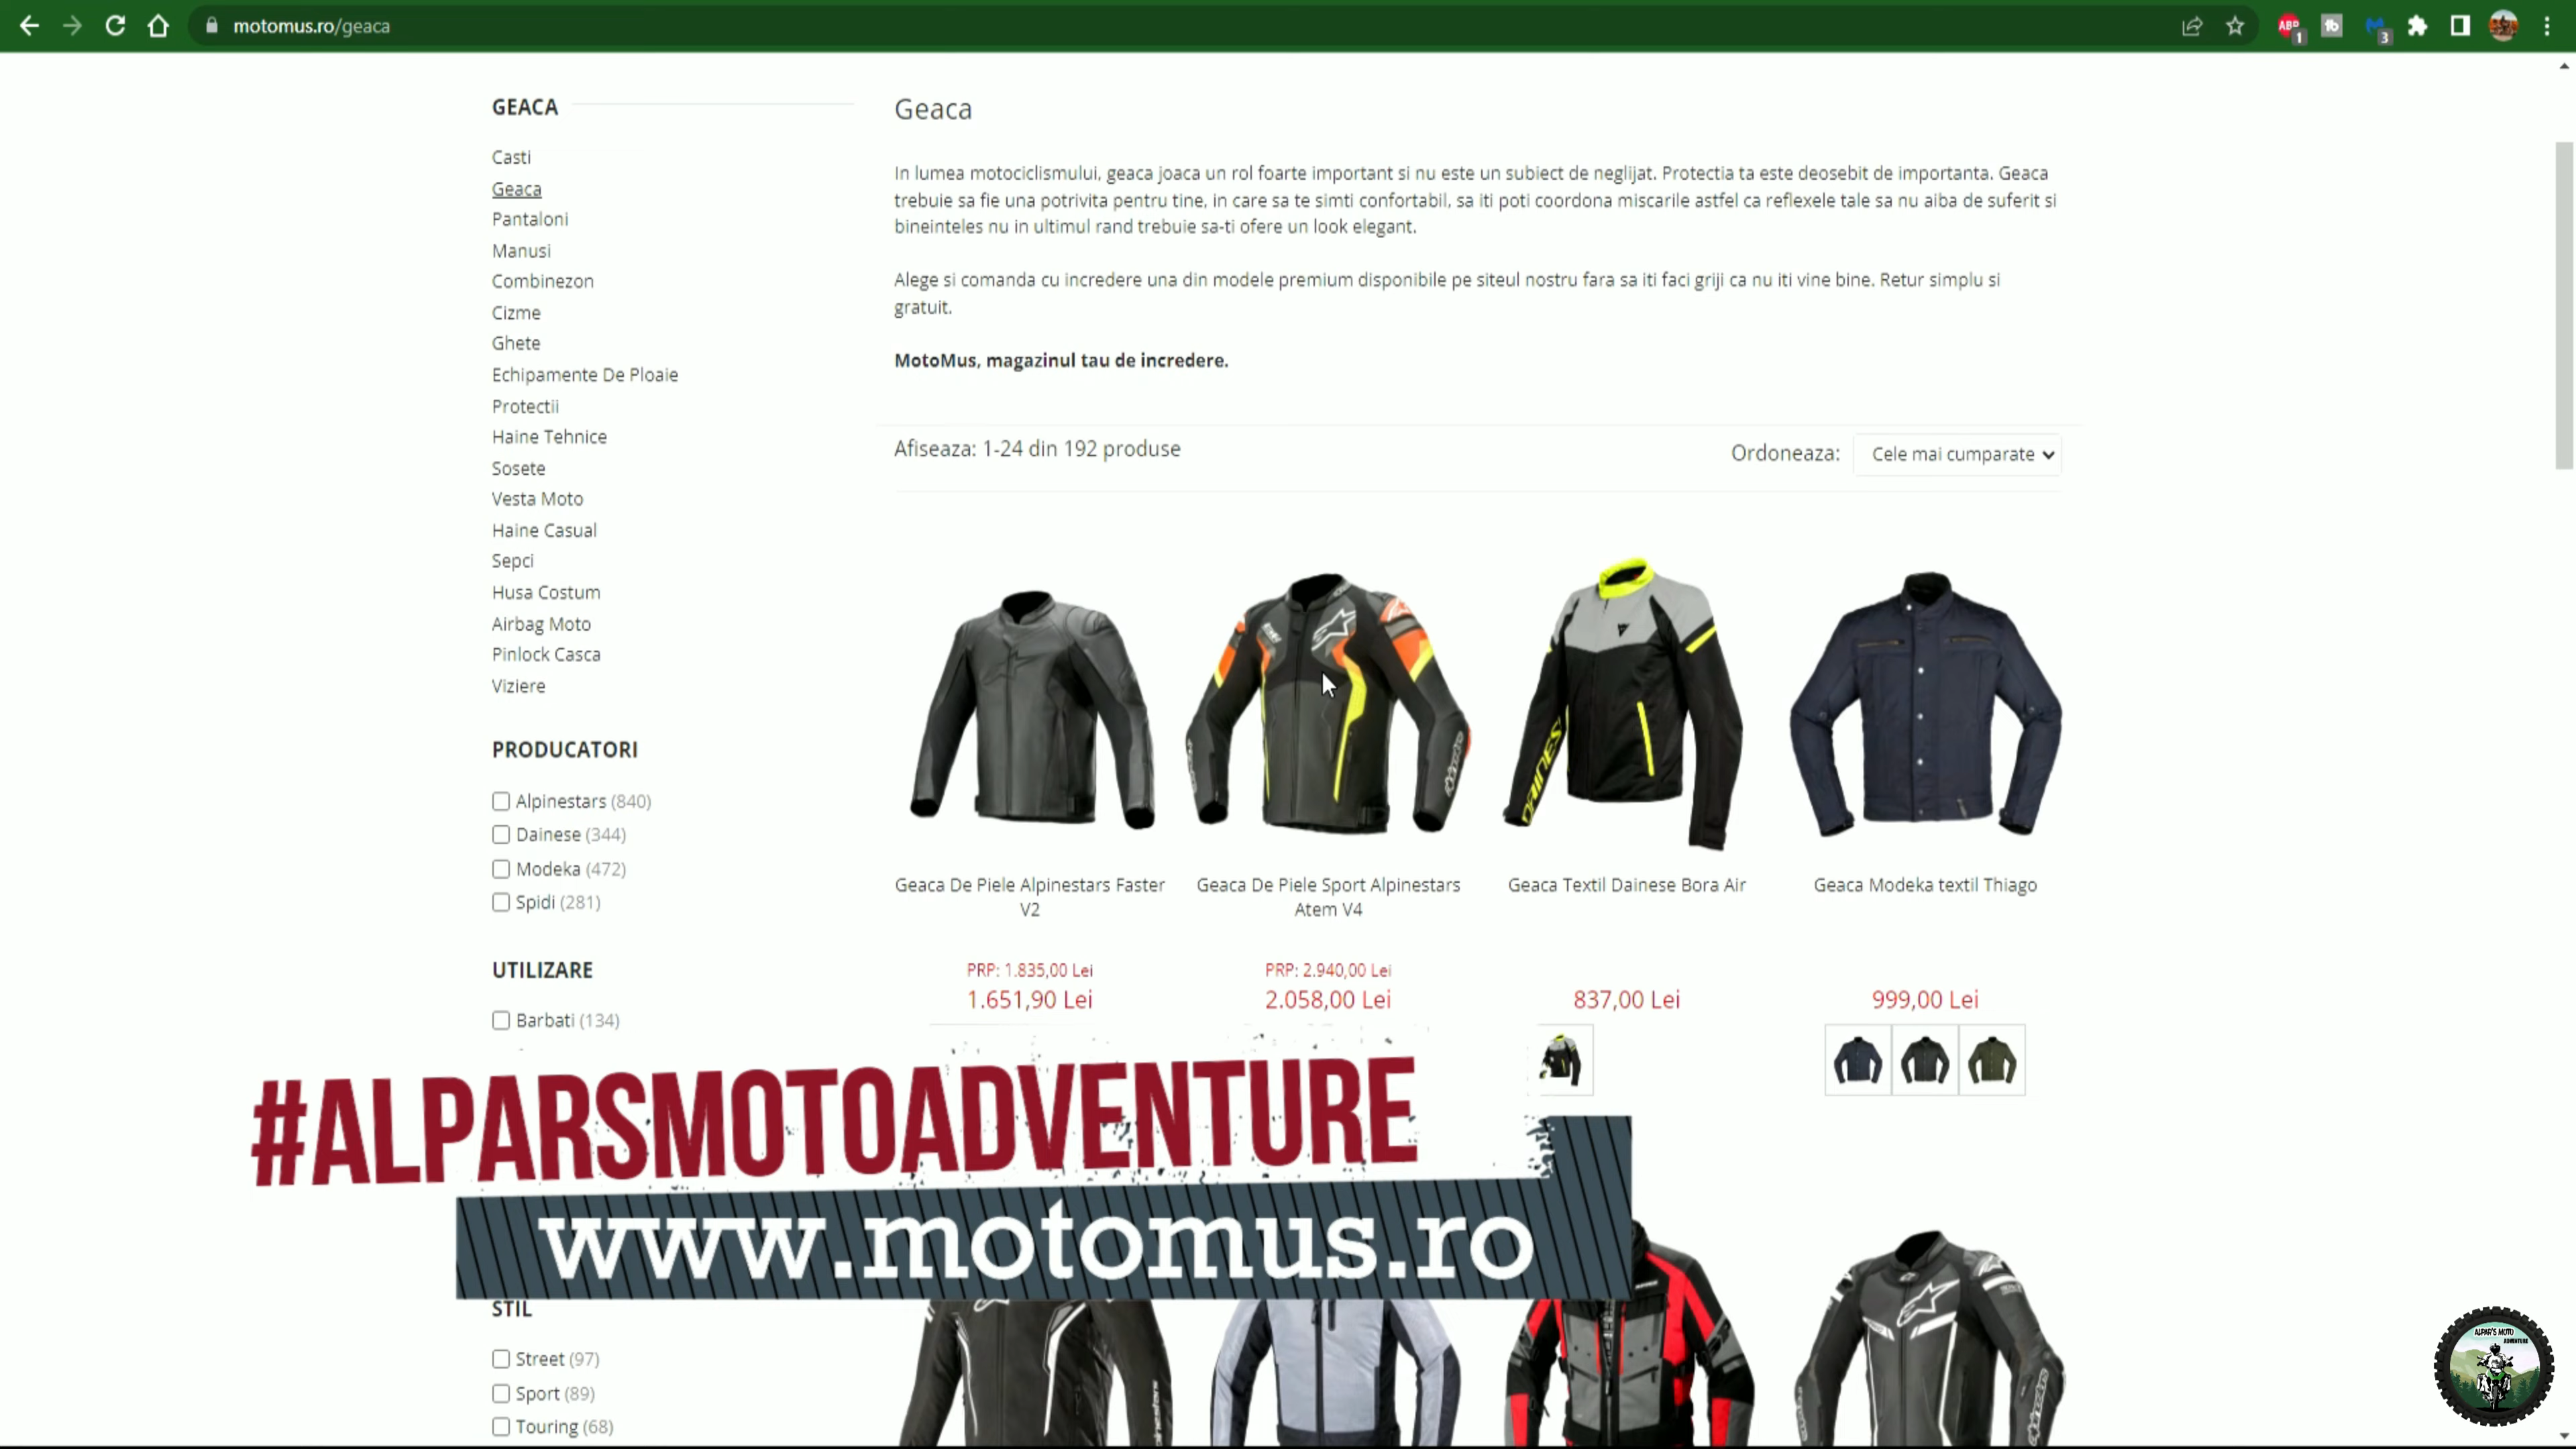 motomus.ro/geaca
ABP
1
tb
3
GEACA
Casti
Geaca
Pantaloni
Manusi
Combinezon
Cizme
Ghete
Echipamente De Ploaie
Protectii
Haine Tehnice
Sosete
Vesta Moto
Haine Casual
Sepci
Husa Costum
Airbag Moto
Pinlock Casca
Viziere
PRODUCATORI
Alpinestars (840)
Dainese (344)
Modeka (472)
Spidi (281)
UTILIZARE
Barbati (134)
STIL
Street (97)
Sport (89)
Touring (68)
Geaca
In lumea motociclismului, geaca joaca un rol foarte important si nu este un subiect de neglijat. Protectia ta este deosebit de importanta. Geaca
trebuie sa fie una potrivita pentru tine, in care sa te simti confortabil, sa iti poti coordona miscarile astfel ca reflexele tale sa nu aiba de suferit si
bineinteles nu in ultimul rand trebuie sa-ti ofere un look elegant.
Alege si comanda cu incredere una din modele premium disponibile pe siteul nostru fara sa iti faci griji ca nu iti vine bine. Retur simplu si
gratuit.
MotoMus, magazinul tau de incredere.
Afiseaza: 1-24 din 192 produse
Ordoneaza: Cele mai cumparate
DAINESE
Geaca De Piele Alpinestars Faster
V2
PRP: 1.835,00 Lei
1.651,90 Lei
Geaca De Piele Sport Alpinestars
Atem V4
PRP: 2.940,00 Lei
2.058,00 Lei
Geaca Textil Dainese Bora Air
837,00 Lei
Geaca Modeka textil Thiago
999,00 Lei
#ALPARSMOTOADVENTURE
www.motomus.ro
ALPAR'S MOTO
ADVENTURE